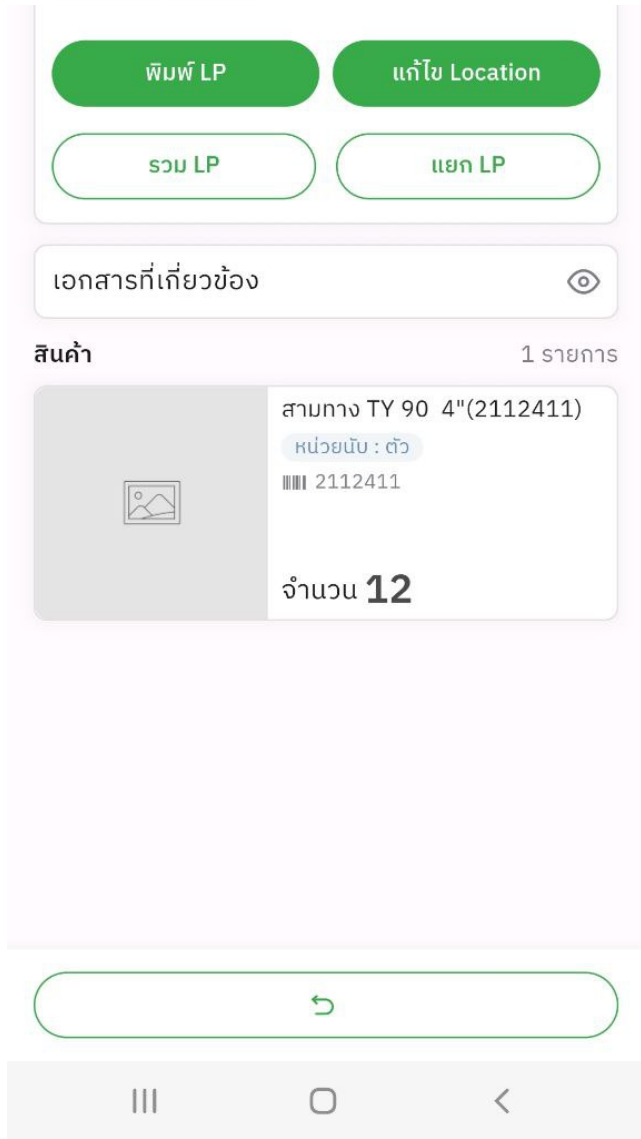 พิมพ์ LP
แก้ไข Location
รวม LP
แยก LP
เอกสารที่เกี่ยวข้อง
สินค้า
1 รายการ
สามทาง TY 90  4"(2112411)
หน่วยนับ : ตัว
2112411
จำนวน 12